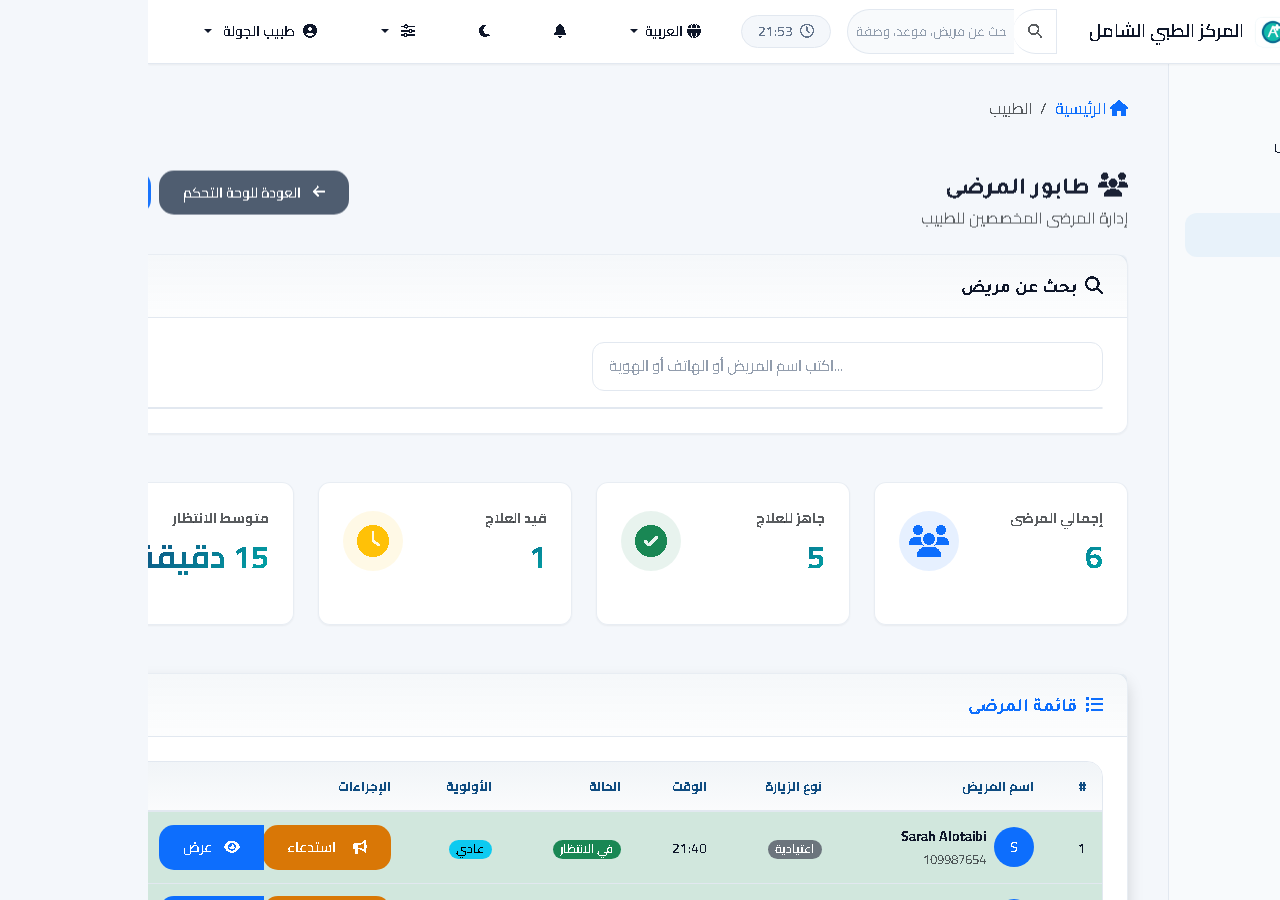 المركز الطبي الشامل
بحث عن مريض، موعد، وصفة
21:53
العربية
طبيب الجولة
الرئيسية / الطبيب
طابور المرضى
إدارة المرضى المخصصين للطبيب
العودة للوحة التحكم
بحث عن مريض
اكتب اسم المريض أو الهاتف أو الهوية...
إجمالي المرضى
6
جاهز للعلاج
5
قيد العلاج
1
متوسط الانتظار
15 دقيقة
قائمة المرضى
# اسم المريض نوع الزيارة الوقت الحالة الأولوية الإجراءات
1 S Sarah Alotaibi اعتيادية 21:40 في الانتظار عادي استدعاء عرض
109987654